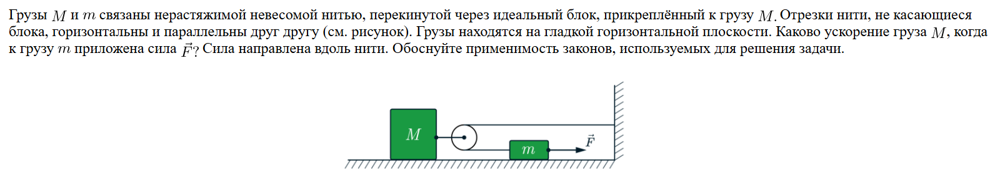 Грузы M и m связаны нерастяжимой невесомой нитью, перекинутой через идеальный блок, прикреплённый к грузу M. Отрезки нити, не касающиеся
блока, горизонтальны и параллельны друг другу (см. рисунок). Грузы находятся на гладкой горизонтальной плоскости. Каково ускорение груза M, когда
к грузу m приложена сила F⃗? Сила направлена вдоль нити. Обоснуйте применимость законов, используемых для решения задачи.
M
F⃗
m